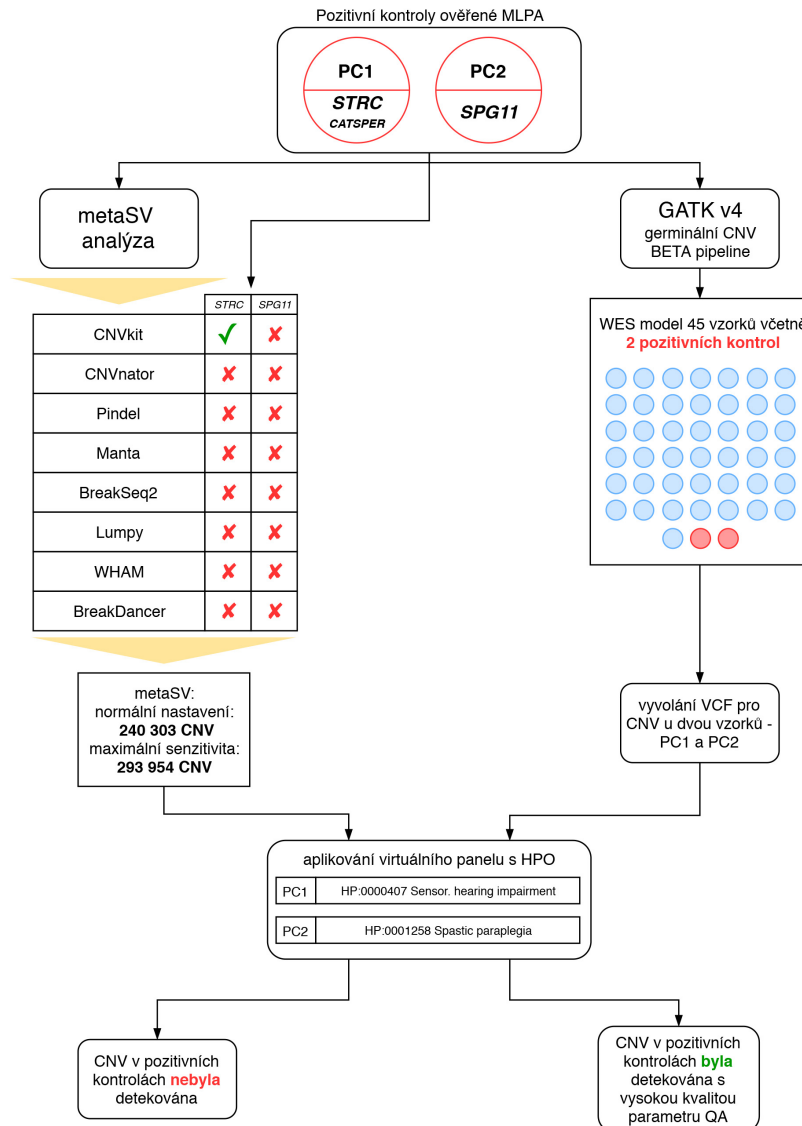 Pozitivní kontroly ověřené MLPA
PC1
STRC
CATSPER
PC2
SPG11
metaSV
analýza
GATK v4
germinální CNV
BETA pipeline
STRC
SPG11
CNVkit
CNVnator
Pindel
Manta
BreakSeq2
Lumpy
WHAM
BreakDancer
WES model 45 vzorků včetně
2 pozitivních kontrol
metaSV:
normální nastavení:
240 303 CNV
maximální senzitivita:
293 954 CNV
vyvolání VCF pro
CNV u dvou vzorků -
PC1 a PC2
aplikování virtuálního panelu s HPO
PC1 HP:0000407 Sensor. hearing impairment
PC2 HP:0001258 Spastic paraplegia
CNV v pozitivních
kontrolách nebyla
detekována
CNV v pozitivních
kontrolách byla
detekována s
vysokou kvalitou
parametru QA